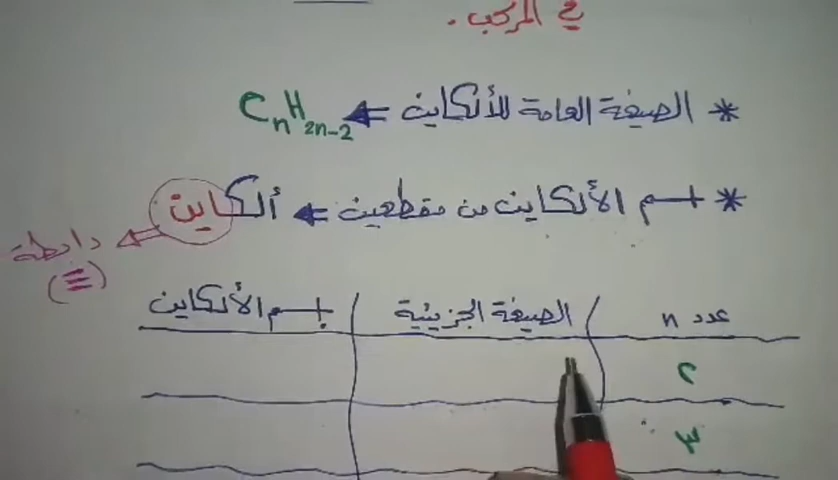 في المركب .
* الصيغة العامة للألكاين ← CnH2n-2
* اسم الألكاين من مقطعين ← ألكاين
رابطة
(≡)
عدد n الصيغة الجزيئية اسم الألكاين
٢
٣